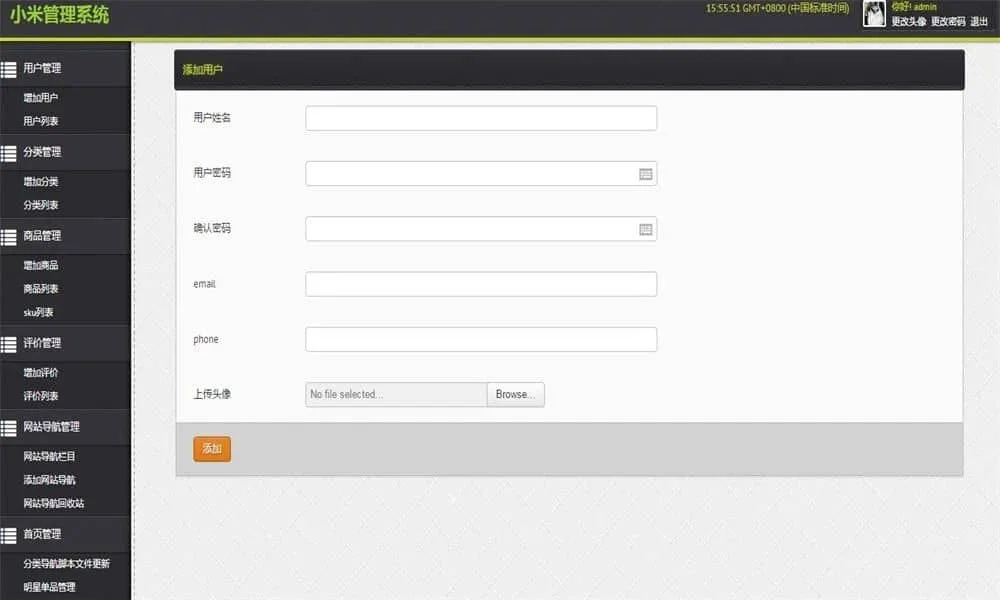 小米管理系统
15:55:51 GMT+0800 (中国标准时间)
你好! admin
更改头像 更改密码 退出
用户管理
增加用户
用户列表
分类管理
增加分类
分类列表
商品管理
增加商品
商品列表
sku列表
评价管理
增加评价
评价列表
网站导航管理
网站导航栏目
添加网站导航
网站导航回收站
首页管理
分类导航脚本文件更新
明星单品管理
添加用户
用户姓名
用户密码
确认密码
email
phone
上传头像
No file selected...
Browse...
添加